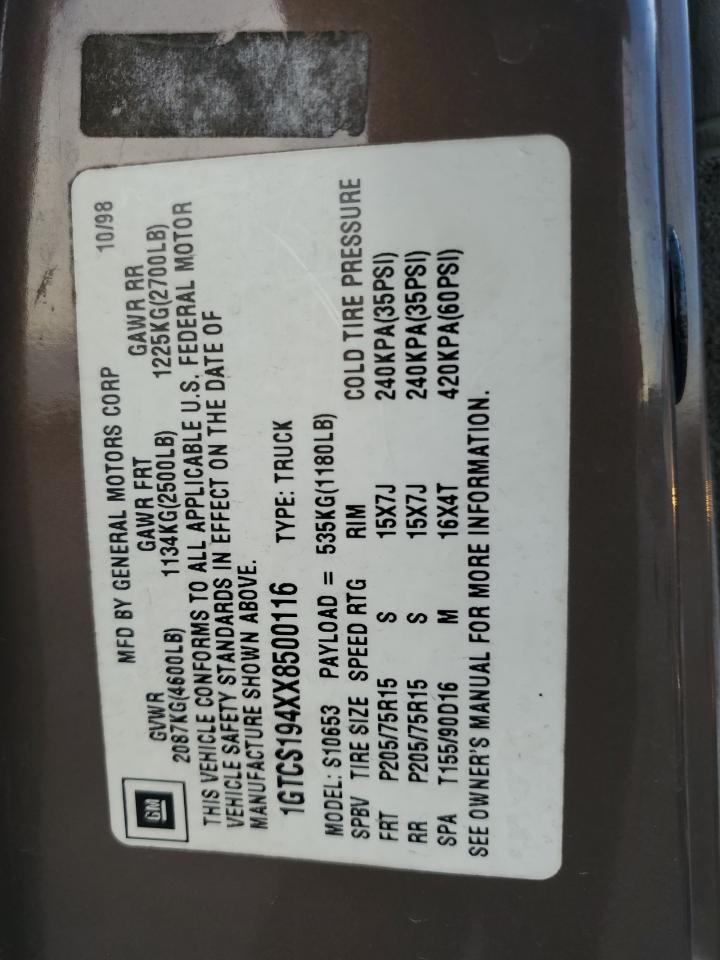 GM
MFD BY GENERAL MOTORS CORP 10/98
GVWR GAWR FRT GAWR RR
2087KG(4600LB) 1134KG(2500LB) 1225KG(2700LB)
THIS VEHICLE CONFORMS TO ALL APPLICABLE U.S. FEDERAL MOTOR
VEHICLE SAFETY STANDARDS IN EFFECT ON THE DATE OF
MANUFACTURE SHOWN ABOVE.
1GTCS194XX8500116 TYPE: TRUCK
MODEL: S10653 PAYLOAD = 535KG(1180LB)
SPBV TIRE SIZE SPEED RTG RIM COLD TIRE PRESSURE
FRT P205/75R15 S 15X7J 240KPA(35PSI)
RR P205/75R15 S 15X7J 240KPA(35PSI)
SPA T155/90D16 M 16X4T 420KPA(60PSI)
SEE OWNER'S MANUAL FOR MORE INFORMATION.